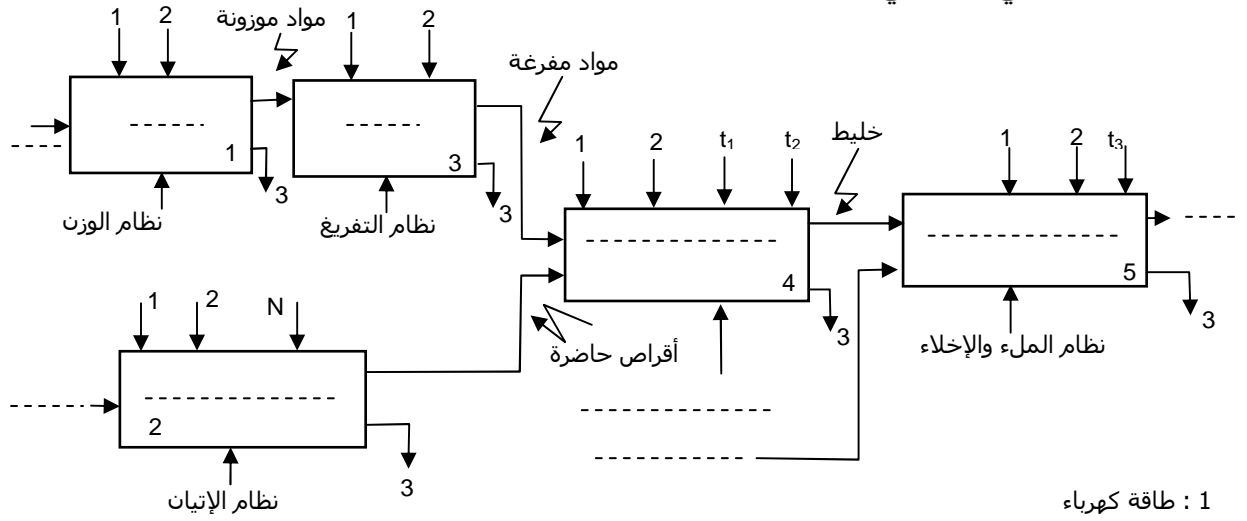 1 2 مواد موزونة 1 2 مواد مفرغة
1 3
3 3
نظام الوزن نظام التفريغ
1 2 t₁ t₂ خليط 1 2 t₃
4 5
3 3
1 2 N أقراص حاضرة نظام الملء والإخلاء
2
3
نظام الإتيان
1 : طاقة كهرباء